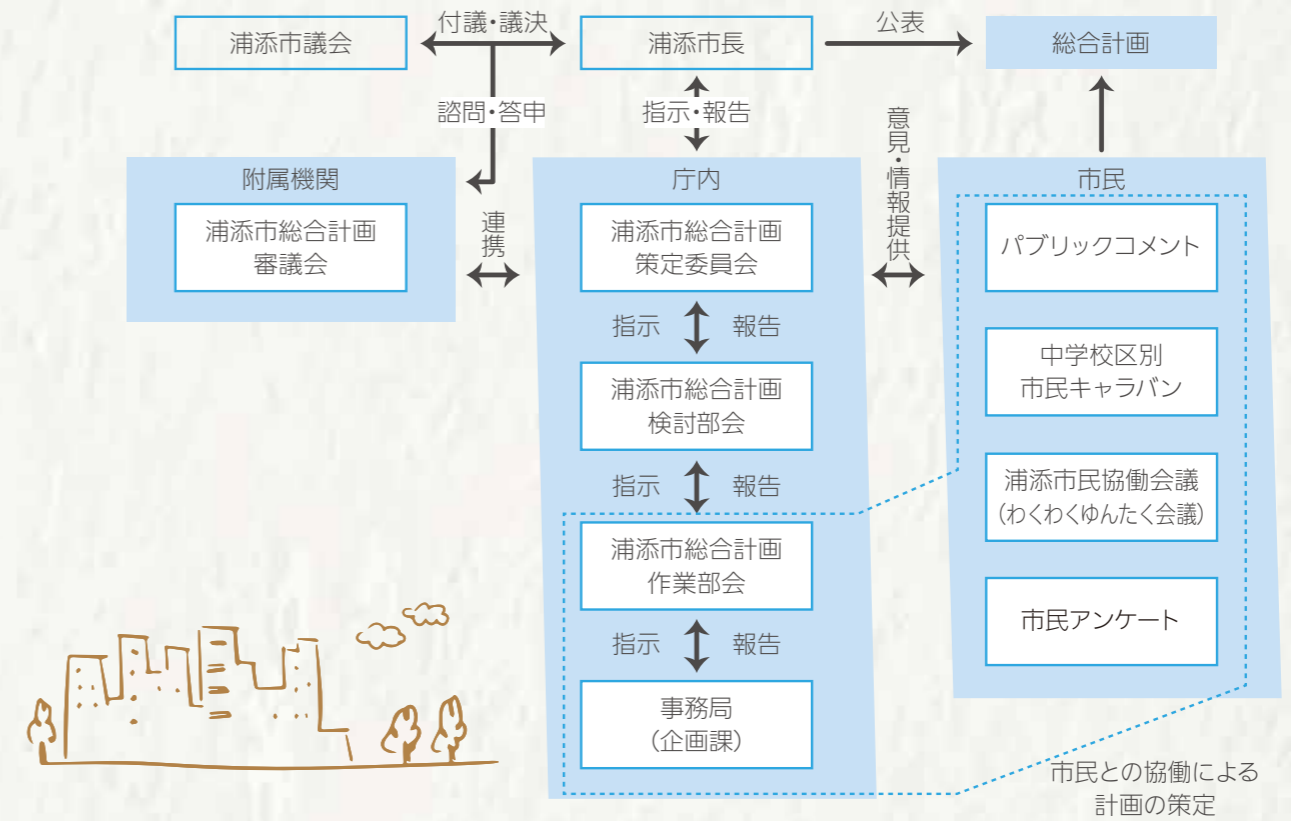 浦添市議会
付議・議決
浦添市長
公表
総合計画
諮問・答申
指示・報告
意見・情報提供
附属機関
浦添市総合計画
審議会
連携
庁内
浦添市総合計画
策定委員会
指示
報告
浦添市総合計画
検討部会
指示
報告
浦添市総合計画
作業部会
指示
報告
事務局
（企画課）
市民
パブリックコメント
中学校区別
市民キャラバン
浦添市民協働会議
（わくわくゆんたく会議）
市民アンケート
市民との協働による
計画の策定